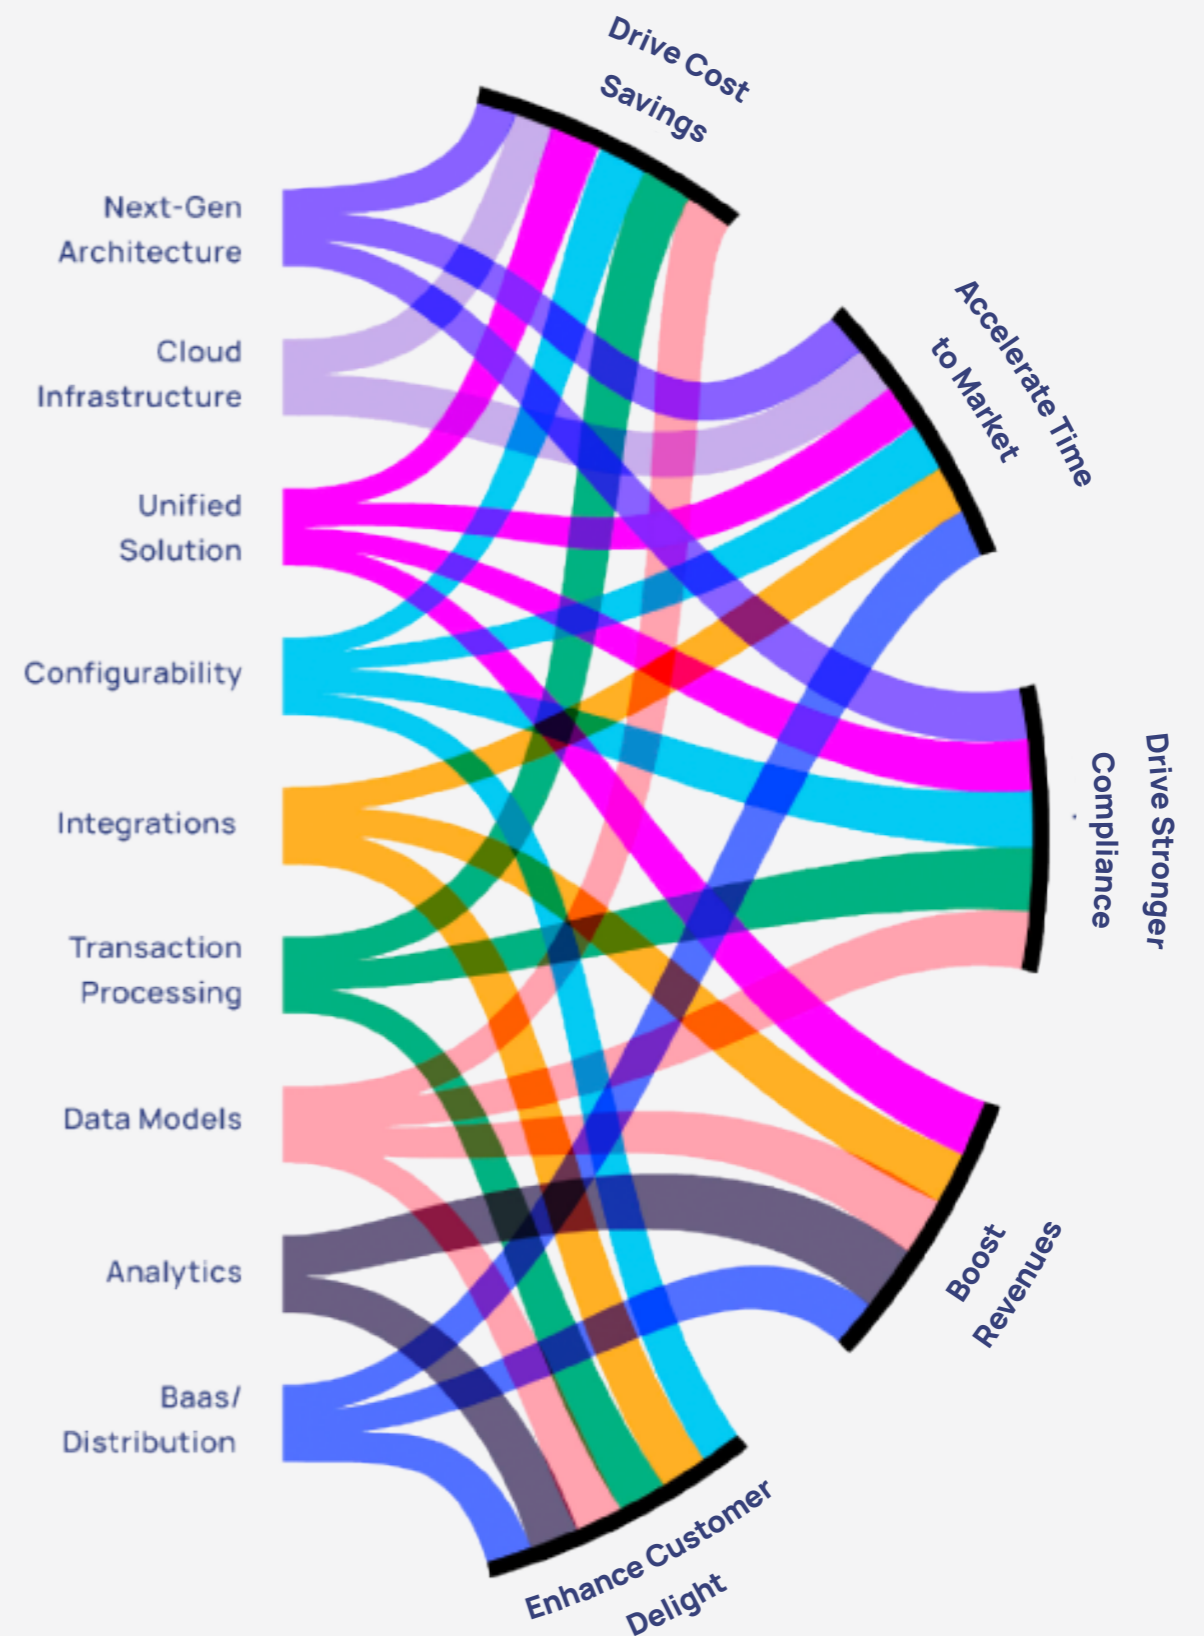 Drive Cost
Savings
Next-Gen
Architecture
Cloud
Infrastructure
Unified
Solution
Configurability
Integrations
Transaction
Processing
Data Models
Analytics
Baas/
Distribution
Accelerate Time
to Market
Drive Stronger
Compliance
Boost
Revenues
Enhance Customer
Delight